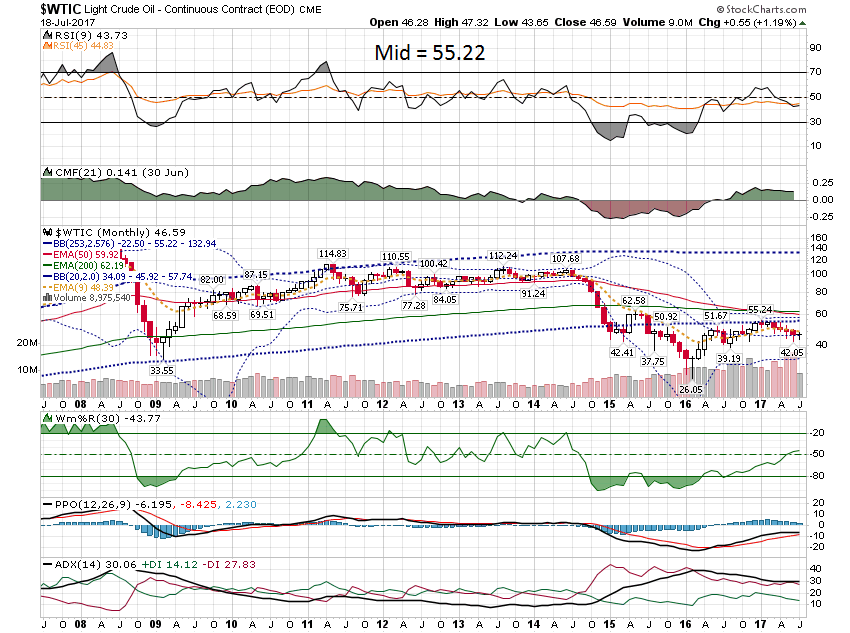 $WTIC Light Crude Oil - Continuous Contract (EOD) CME © StockCharts.com
18-Jul-2017 Open 46.28 High 47.32 Low 43.65 Close 46.59 Volume 9.0M Chg +0.55 (+1.19%)
RSI(9) 43.73
RSI(45) 44.83
Mid = 55.22
90
70
50
30
10
CMF(21) 0.141 (30 Jun)
0.25
0.00
-0.25
$WTIC (Monthly) 46.59
BB(253,2.576) -22.50 - 55.22 - 132.94
EMA(50) 59.92
EMA(200) 62.19
BB(20,2.0) 34.09 - 45.92 - 57.74
EMA(9) 48.39
Volume 8,975,540
160
140
120
100
80
60
40
20M
10M
33.55
82.00
68.59
87.15
69.51
114.83
75.71
110.55
77.28
100.42
84.05
112.24
91.24
107.68
42.41
62.58
37.75
50.92
26.05
51.67
39.19
55.24
42.05
J O 08 A J O 09 A J O 10 A J O 11 A J O 12 A J O 13 A J O 14 A J O 15 A J O 16 A J O 17 A J
Wm%R(30) -43.77
-20
-50
-80
PPO(12,26,9) -6.195, -8.425, 2.230
20
10
0
-10
-20
ADX(14) 30.06 +DI 14.12 -DI 27.83
40
30
20
10
J O 08 A J O 09 A J O 10 A J O 11 A J O 12 A J O 13 A J O 14 A J O 15 A J O 16 A J O 17 A J